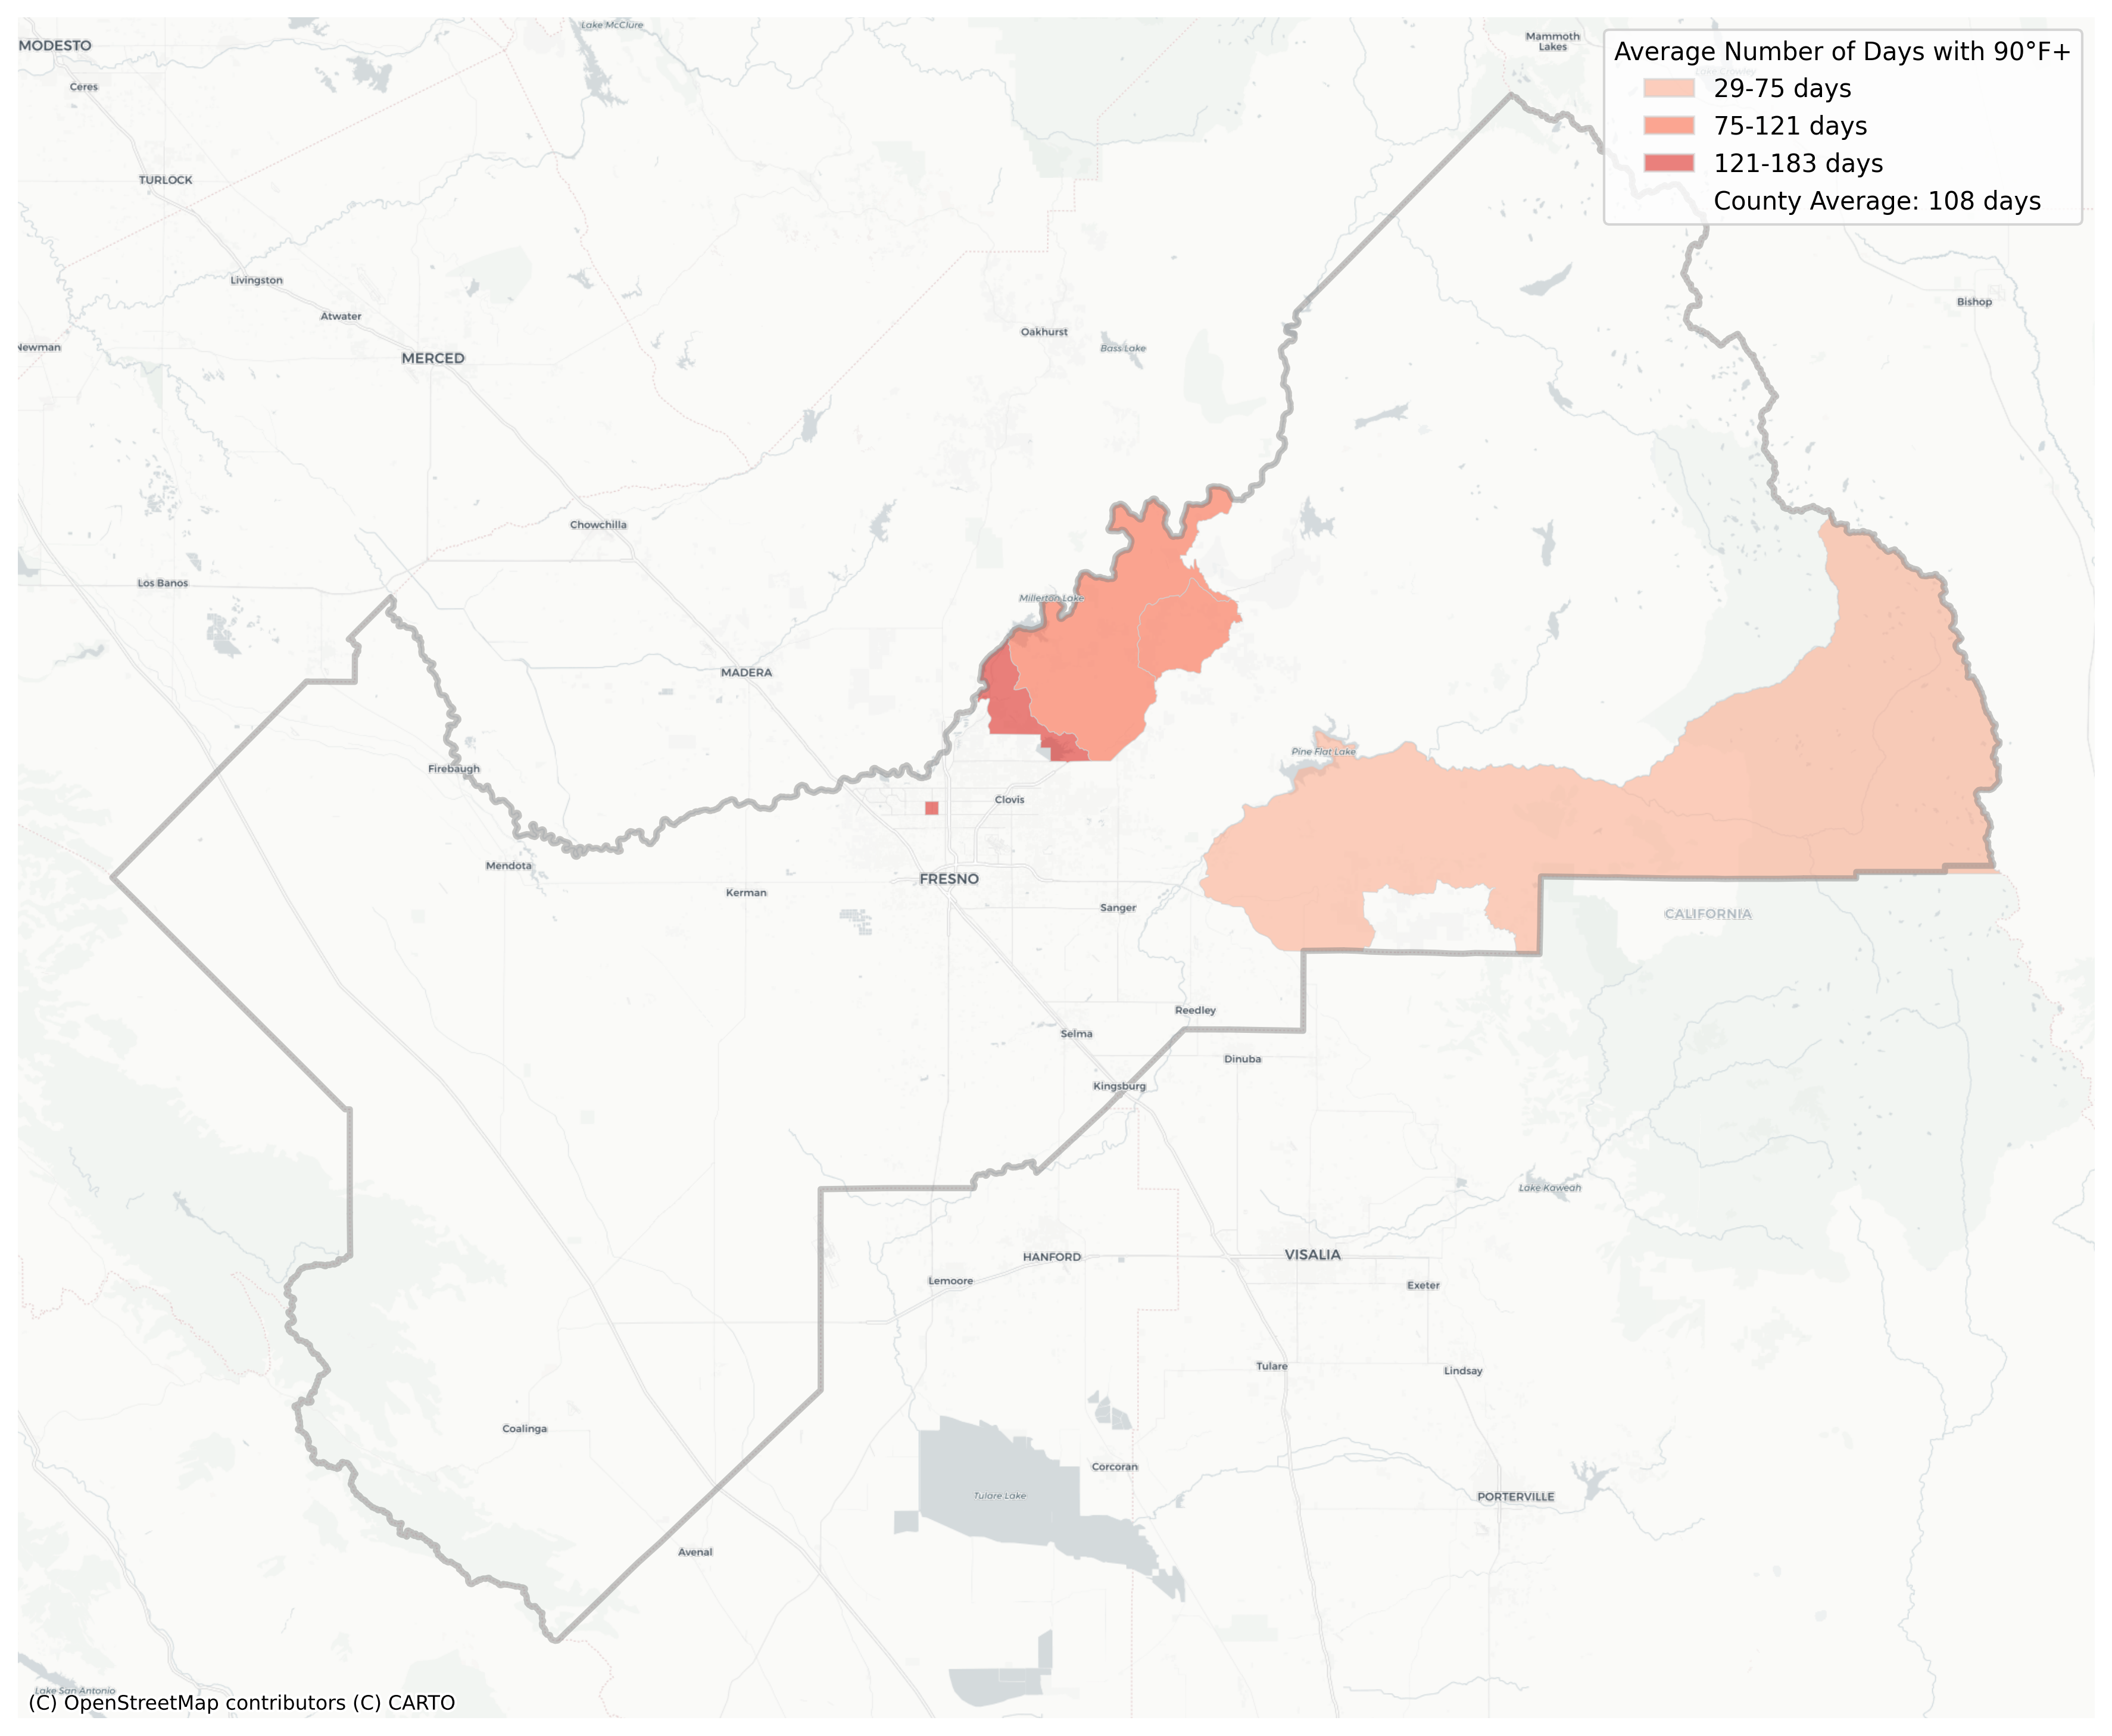 Lake McClure
MODESTO
Mammoth
Lakes
Average Number of Days with 90°F+
29-75 days
75-121 days
121-183 days
County Average: 108 days
Ceres
TURLOCK
Livingston
Atwater
Bishop
Oakhurst
Newman
Bass Lake
MERCED
Chowchilla
Los Banos
Millerton Lake
MADERA
Pine Flat Lake
Firebaugh
Clovis
Mendota
FRESNO
Kerman
Sanger
CALIFORNIA
Reedley
Selma
Dinuba
Kingsburg
Lake Kaweah
HANFORD
VISALIA
Lemoore
Exeter
Tulare
Lindsay
Coalinga
Corcoran
Tulare Lake
PORTERVILLE
Avenal
Lake San Antonio
(C) OpenStreetMap contributors (C) CARTO